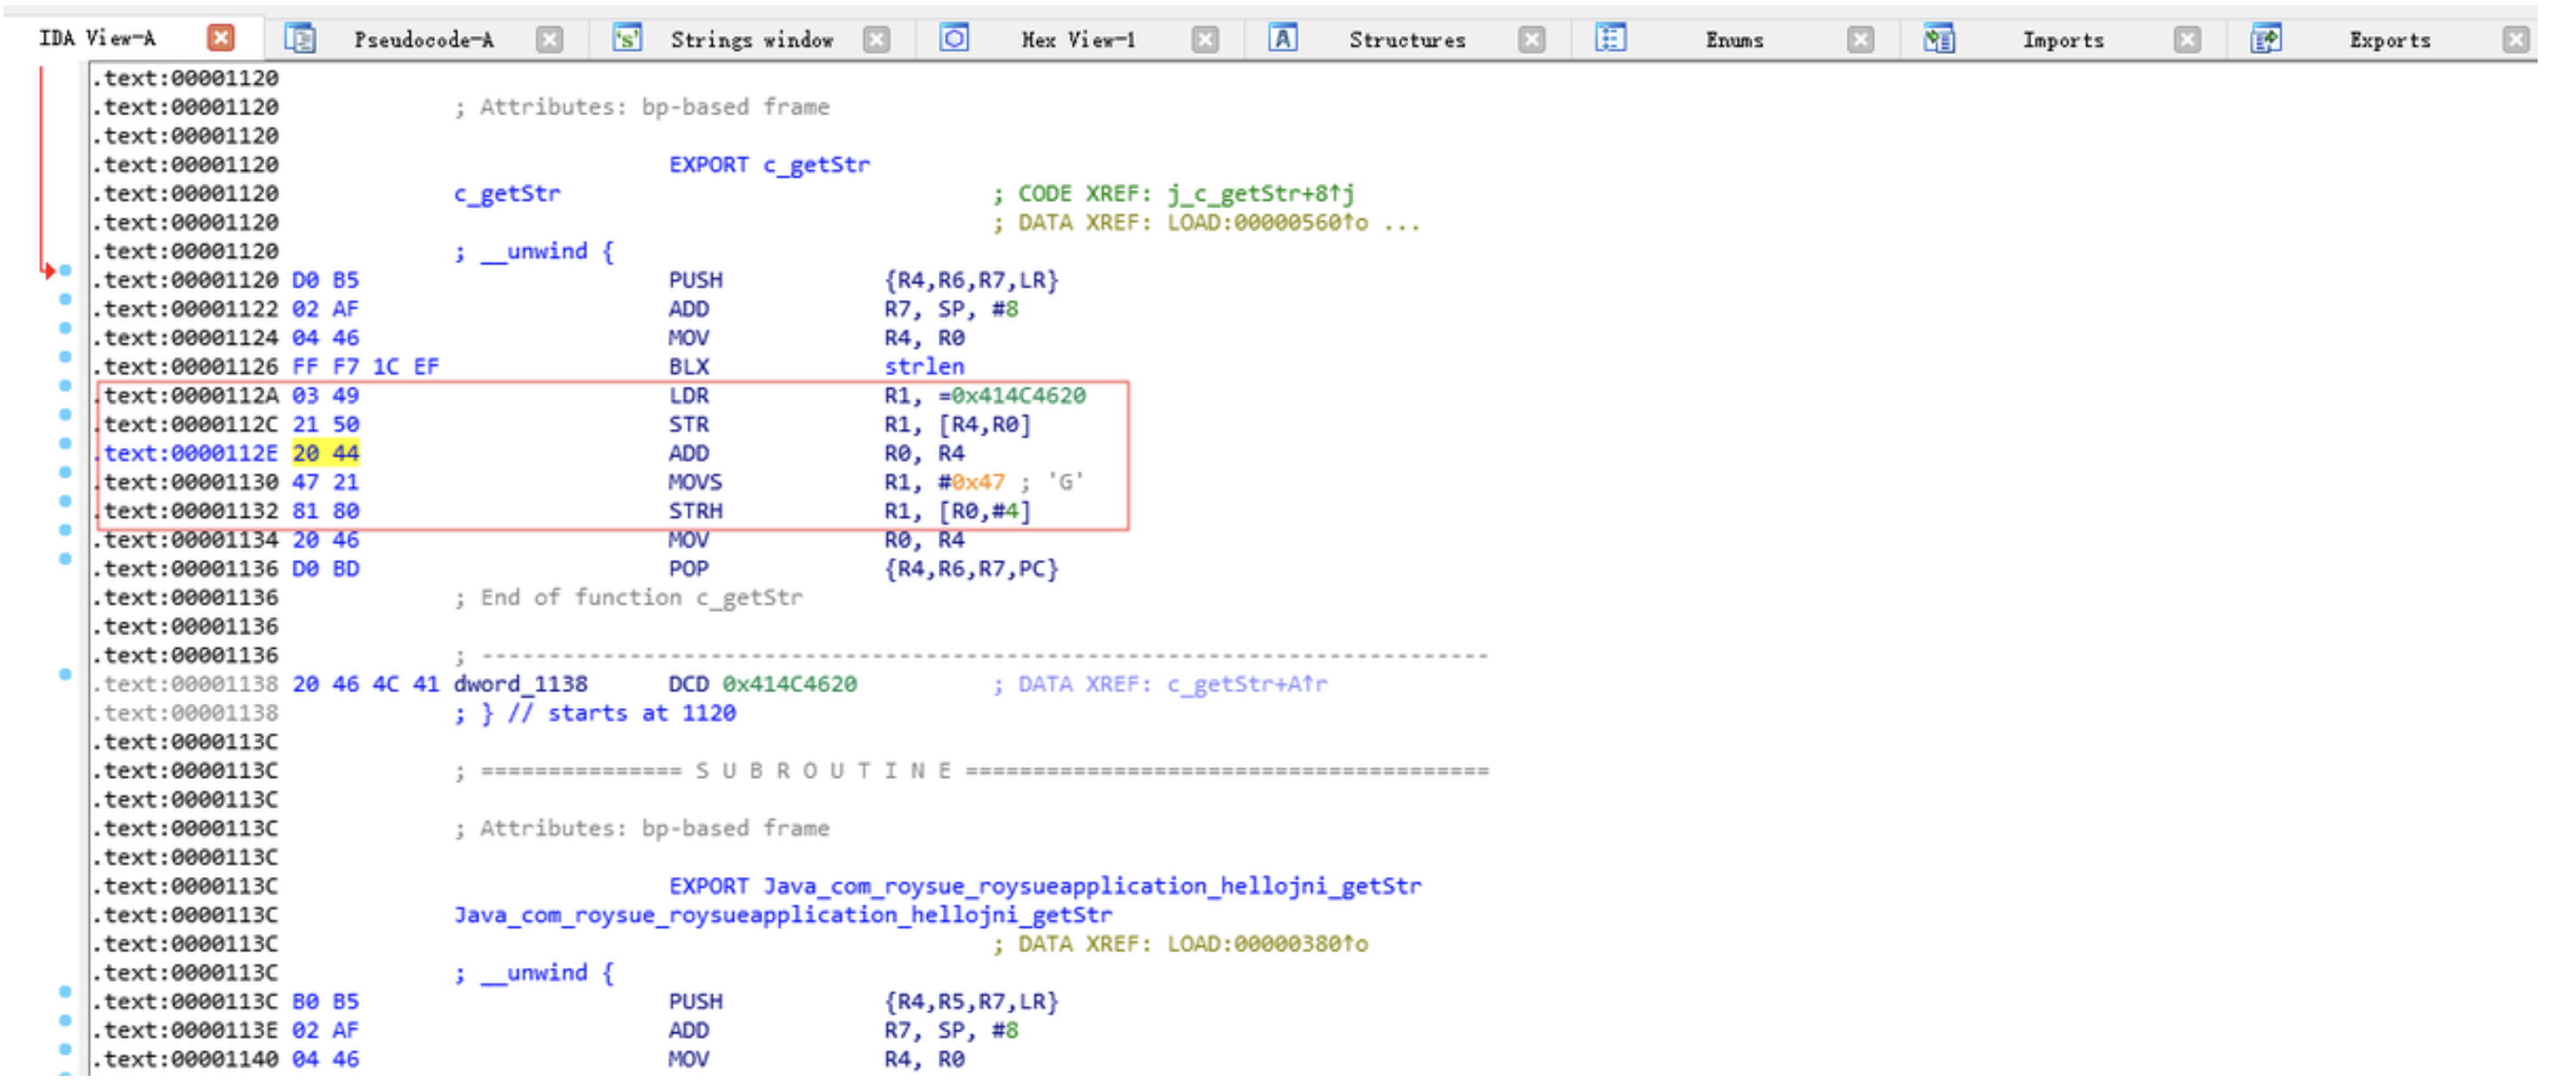 IDA View-A Pseudocode-A 's' Strings window Hex View-1 A Structures Enums Imports Exports
.text:00001120
.text:00001120 ; Attributes: bp-based frame
.text:00001120
.text:00001120 EXPORT c_getStr
.text:00001120 c_getStr ; CODE XREF: j_c_getStr+8↑j
.text:00001120 ; DATA XREF: LOAD:00000560↑o ...
.text:00001120 ; __unwind {
.text:00001120 D0 B5 PUSH {R4,R6,R7,LR}
.text:00001122 02 AF ADD R7, SP, #8
.text:00001124 04 46 MOV R4, R0
.text:00001126 FF F7 1C EF BLX strlen
.text:0000112A 03 49 LDR R1, =0x414C4620
.text:0000112C 21 50 STR R1, [R4,R0]
.text:0000112E 20 44 ADD R0, R4
.text:00001130 47 21 MOVS R1, #0x47 ; 'G'
.text:00001132 81 80 STRH R1, [R0,#4]
.text:00001134 20 46 MOV R0, R4
.text:00001136 D0 BD POP {R4,R6,R7,PC}
.text:00001136 ; End of function c_getStr
.text:00001136
.text:00001136 ; ---------------------------------------------------------------------------
.text:00001138 20 46 4C 41 dword_1138 DCD 0x414C4620 ; DATA XREF: c_getStr+A↑r
.text:00001138 ; } // starts at 1120
.text:0000113C
.text:0000113C ; =============== S U B R O U T I N E =======================================
.text:0000113C
.text:0000113C ; Attributes: bp-based frame
.text:0000113C
.text:0000113C EXPORT Java_com_roysue_roysueapplication_hellojni_getStr
.text:0000113C Java_com_roysue_roysueapplication_hellojni_getStr
.text:0000113C ; DATA XREF: LOAD:00000380↑o
.text:0000113C ; __unwind {
.text:0000113C B0 B5 PUSH {R4,R5,R7,LR}
.text:0000113E 02 AF ADD R7, SP, #8
.text:00001140 04 46 MOV R4, R0